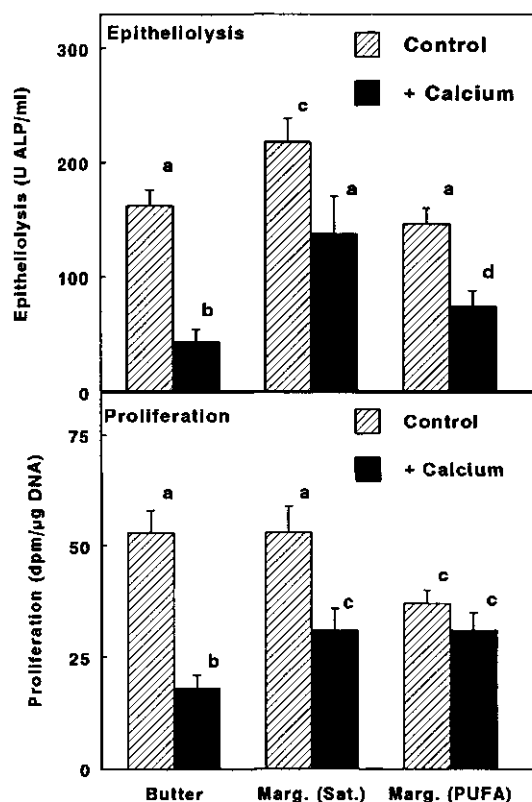 Epitheliolysis
Control
+ Calcium
300
200
100
0
Epitheliolysis (U ALP/ml)
a
b
c
a
a
d
Proliferation
Control
+ Calcium
75
50
25
0
Proliferation (dpm/µg DNA)
a
b
a
c
c
c
Butter Marg. (Sat.) Marg. (PUFA)